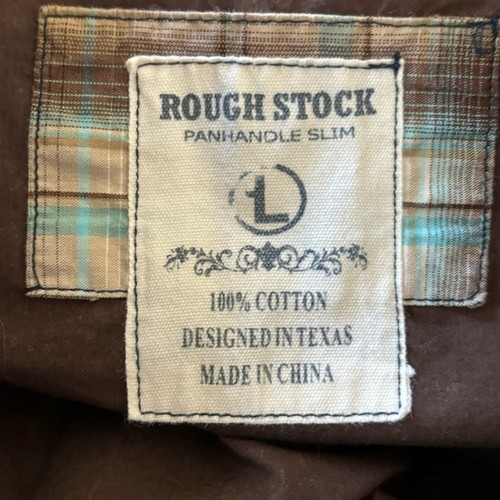 ROUGH STOCK
PANHANDLE SLIM
L
100% COTTON
DESIGNED IN TEXAS
MADE IN CHINA